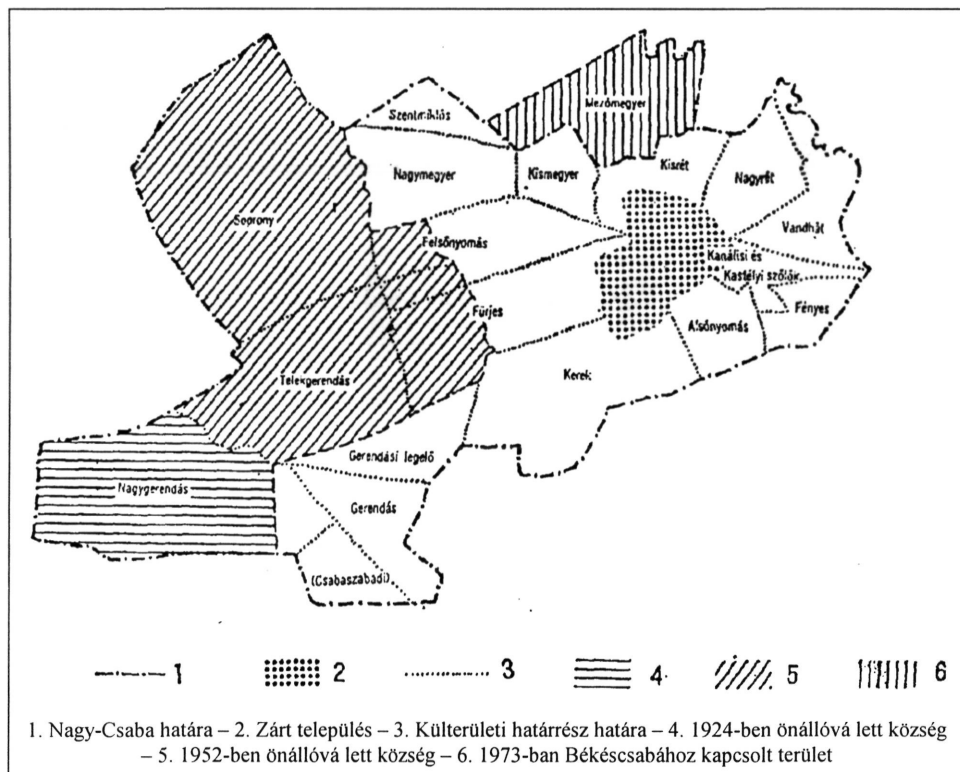 Mezőmegyer
Szentmiklós
Kisrét
Nagymegyer
Kismegyer
Nagyrét
Soprony
Vandhát
Felsőnyomás
Kanálisi és
Kastélyi szőlők
Fürjes
Fényes
Alsónyomás
Kerek
Telekgerendás
Gerendási legelő
Nagygerendás
Gerendás
(Csabaszabadi)
1 2 3 4 5 6
1. Nagy-Csaba határa – 2. Zárt település – 3. Külterületi határrész határa – 4. 1924-ben önállóvá lett község
– 5. 1952-ben önállóvá lett község – 6. 1973-ban Békéscsabához kapcsolt terület